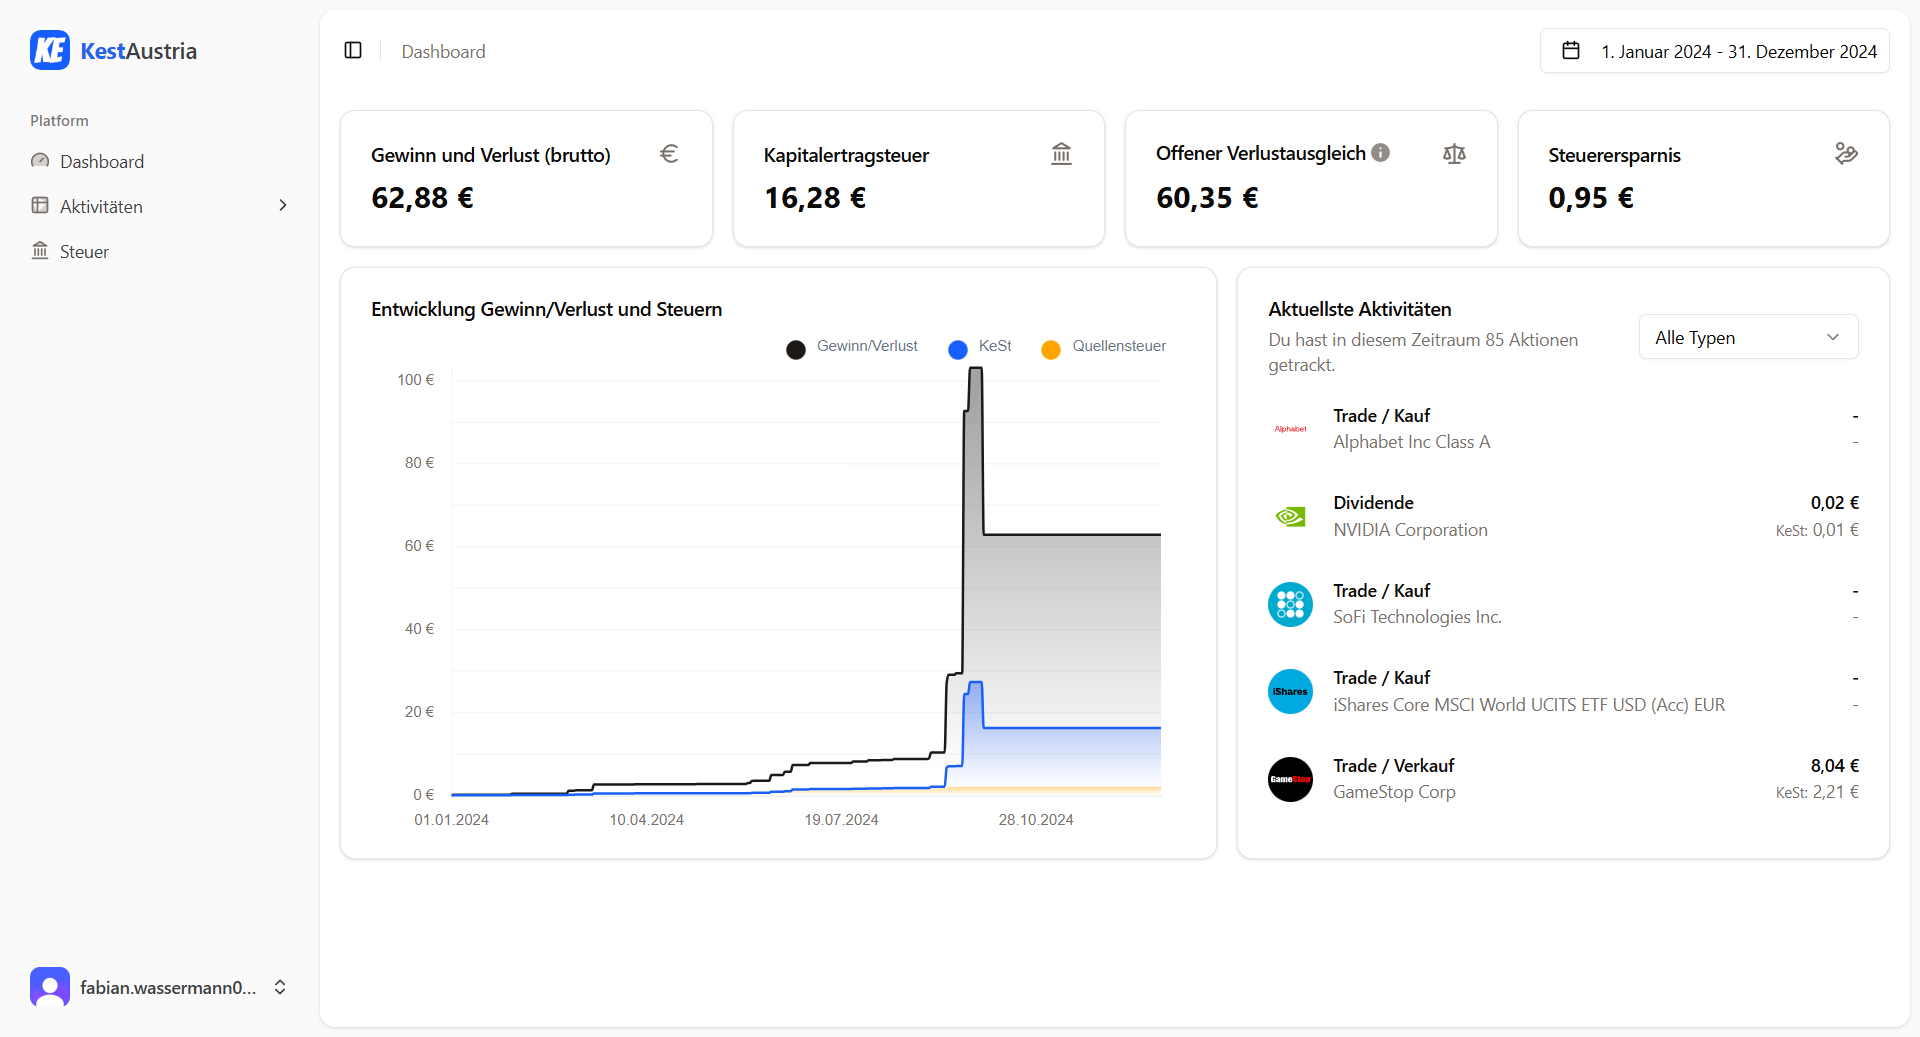 KE KestAustria
Platform
Dashboard
Aktivitäten
Steuer
fabian.wassermann0...
Dashboard
1. Januar 2024 - 31. Dezember 2024
Gewinn und Verlust (brutto)
€
62,88 €
Kapitalertragsteuer
16,28 €
Offener Verlustausgleich
60,35 €
Steuerersparnis
0,95 €
Entwicklung Gewinn/Verlust und Steuern
Gewinn/Verlust KeSt Quellensteuer
100 €
80 €
60 €
40 €
20 €
0 €
01.01.2024 10.04.2024 19.07.2024 28.10.2024
Aktuellste Aktivitäten
Du hast in diesem Zeitraum 85 Aktionen
getrackt.
Alle Typen
Alphabet
Trade / Kauf -
Alphabet Inc Class A -
Dividende 0,02 €
NVIDIA Corporation KeSt: 0,01 €
Trade / Kauf -
SoFi Technologies Inc. -
iShares
Trade / Kauf -
iShares Core MSCI World UCITS ETF USD (Acc) EUR -
GameStop
Trade / Verkauf 8,04 €
GameStop Corp KeSt: 2,21 €